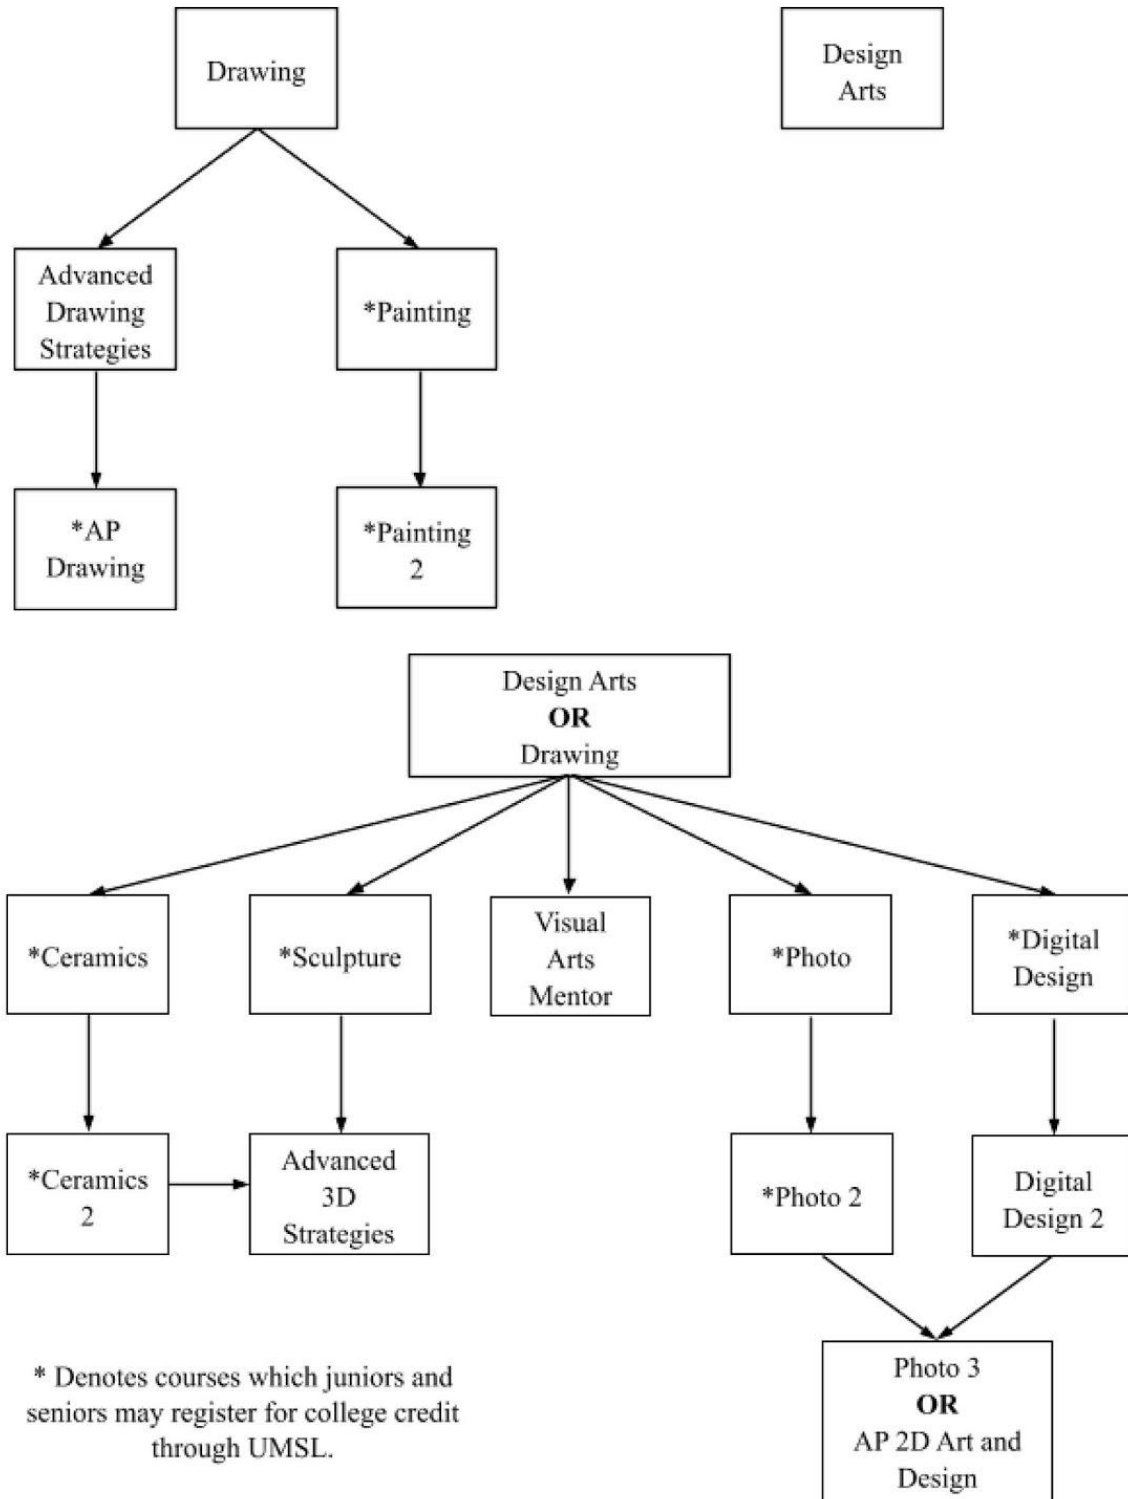 Drawing
Design
Arts
Advanced
Drawing
Strategies
*Painting
*AP
Drawing
*Painting
2
Design Arts
OR
Drawing
*Ceramics
*Sculpture
Visual
Arts
Mentor
*Photo
*Digital
Design
*Ceramics
2
Advanced
3D
Strategies
*Photo 2
Digital
Design 2
* Denotes courses which juniors and
seniors may register for college credit
through UMSL.
Photo 3
OR
AP 2D Art and
Design